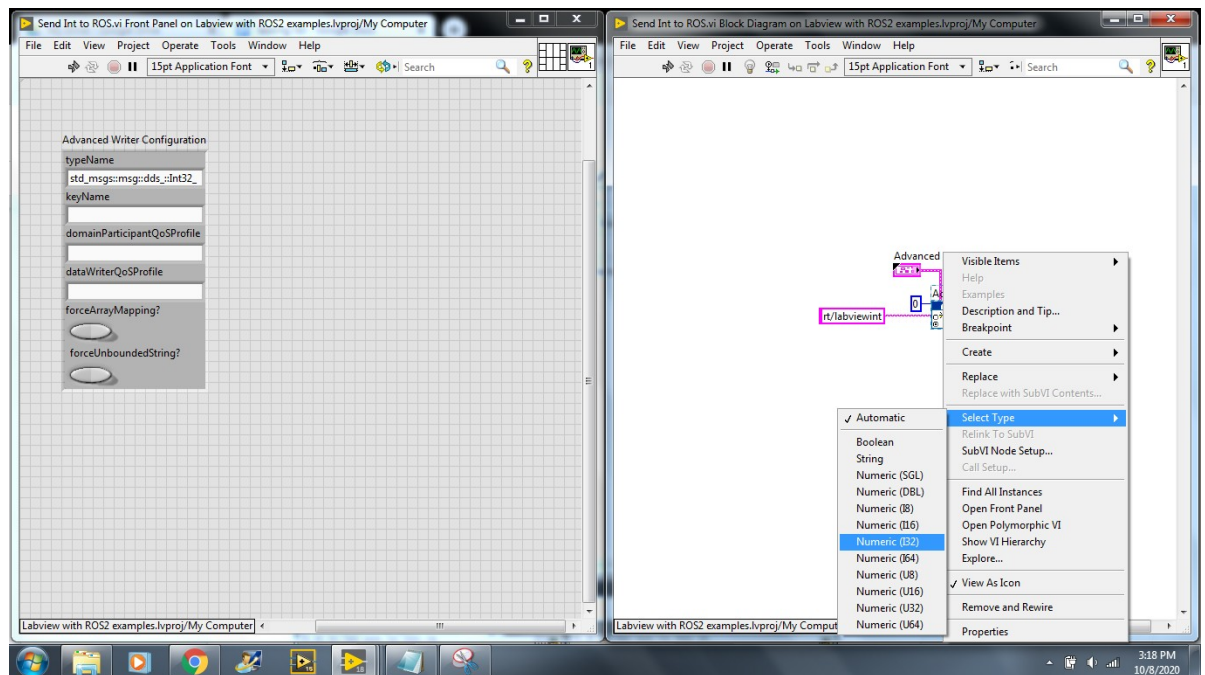 Send Int to ROS.vi Front Panel on Labview with ROS2 examples.lvproj/My Computer
File Edit View Project Operate Tools Window Help
15pt Application Font
Search
1
Advanced Writer Configuration
typeName
std_msgs::msg::dds_::Int32_
keyName
domainParticipantQoSProfile
dataWriterQoSProfile
forceArrayMapping?
forceUnboundedString?
Labview with ROS2 examples.lvproj/My Computer
Send Int to ROS.vi Block Diagram on Labview with ROS2 examples.lvproj/My Computer
File Edit View Project Operate Tools Window Help
15pt Application Font
Search
1
Advanced
0
rt/labviewint
Visible Items
Help
Examples
Description and Tip...
Breakpoint
Create
Replace
Replace with SubVI Contents...
Select Type
Relink To SubVI
SubVI Node Setup...
Call Setup...
Find All Instances
Open Front Panel
Open Polymorphic VI
Show VI Hierarchy
Explore...
View As Icon
Remove and Rewire
Properties
Automatic
Boolean
String
Numeric (SGL)
Numeric (DBL)
Numeric (I8)
Numeric (I16)
Numeric (I32)
Numeric (I64)
Numeric (U8)
Numeric (U16)
Numeric (U32)
Numeric (U64)
Labview with ROS2 examples.lvproj/My Comput
3:18 PM
10/8/2020